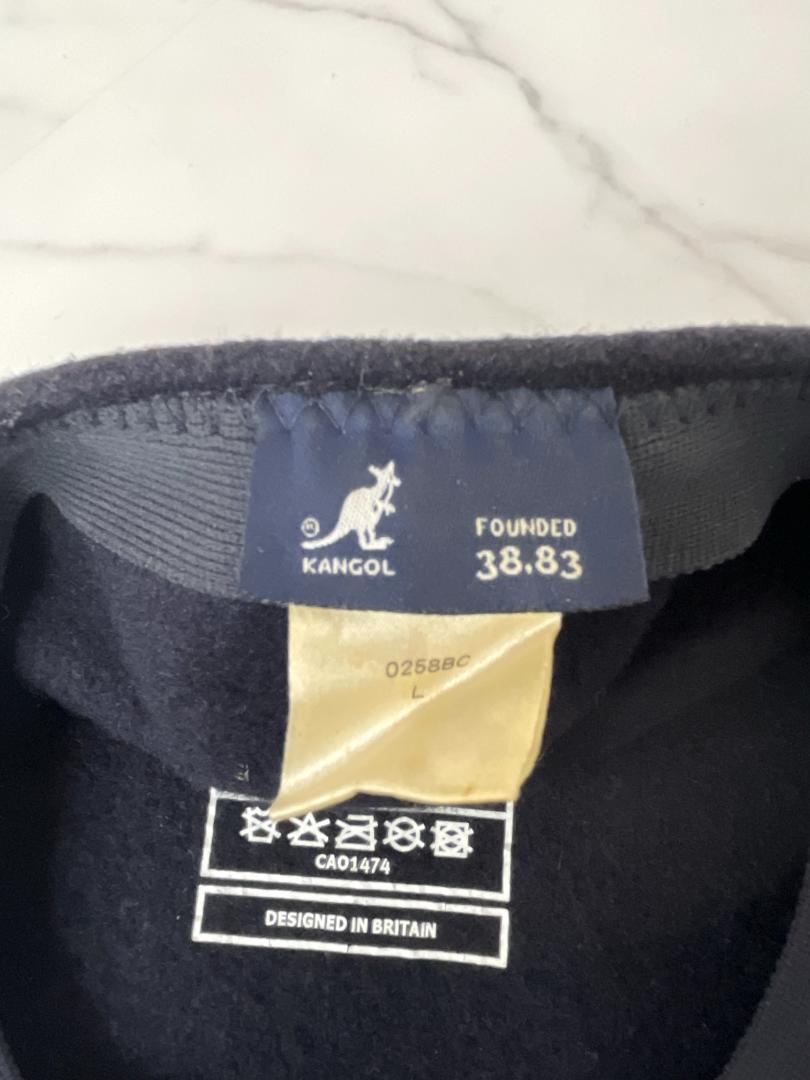 KANGOL
FOUNDED
38.83
0258BC
L
CA01474
DESIGNED IN BRITAIN